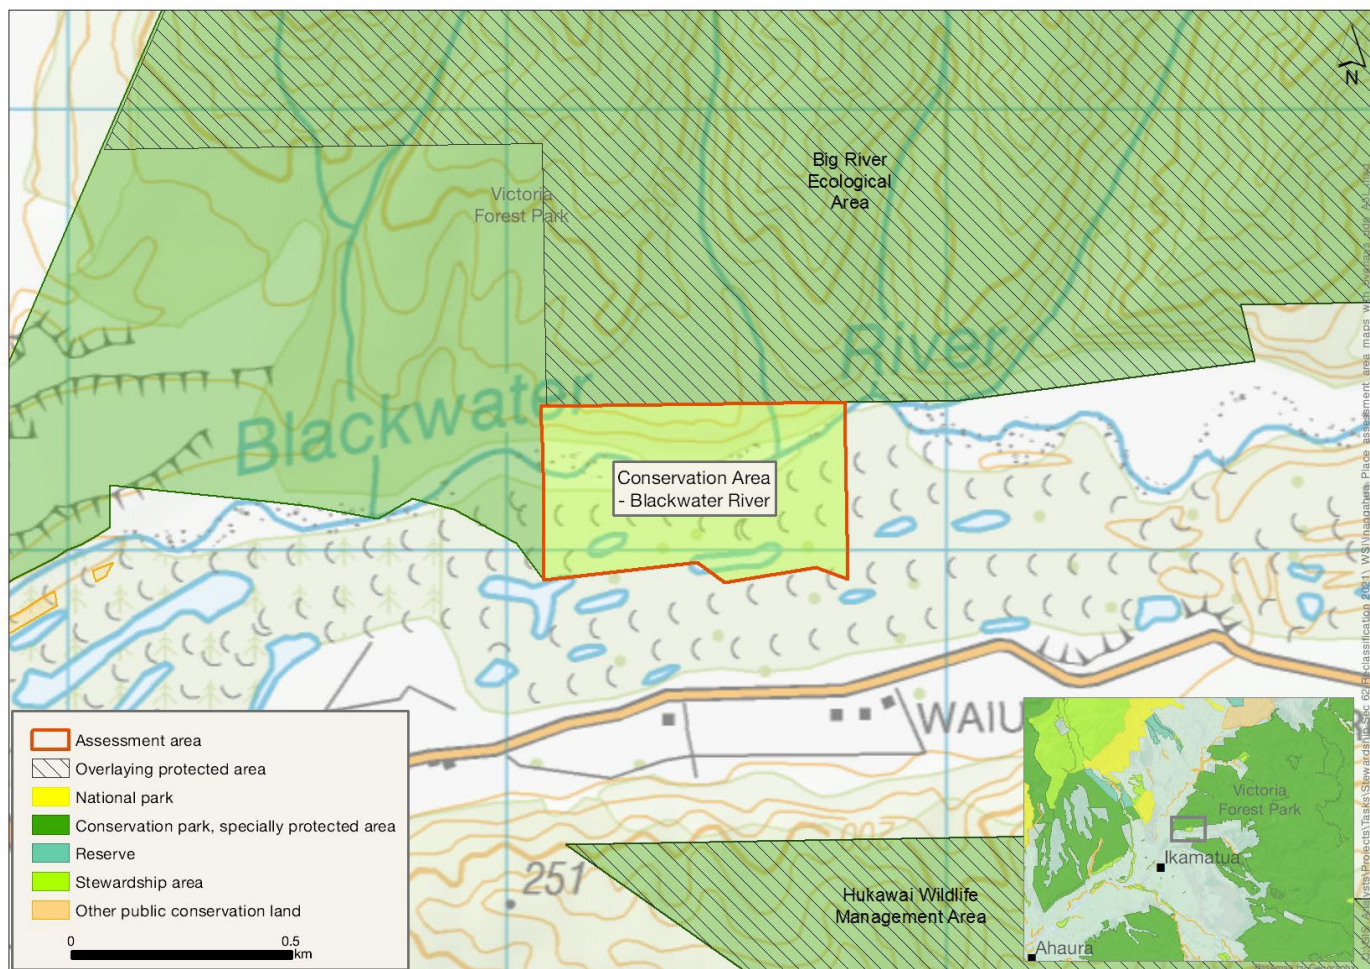 N
Big River
Ecological
Area
Victoria
Forest Park
Blackwater River
Conservation Area
- Blackwater River
WAIU
Assessment area
Overlaying protected area
National park
Conservation park, specially protected area
Reserve
Stewardship area
Other public conservation land
0 0.5
km
251
200
Hukawai Wildlife
Management Area
Victoria
Forest Park
Ikamatua
Ahaura